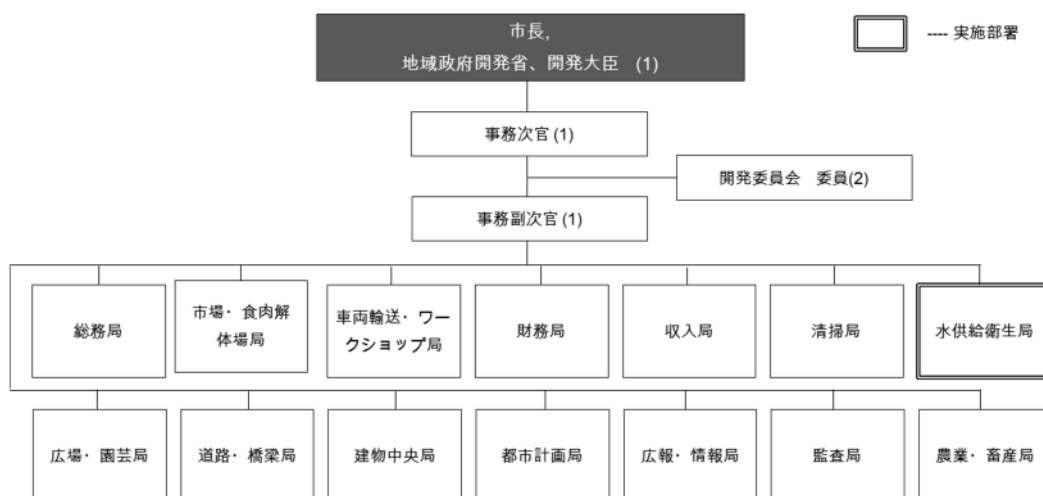 市長,
地域政府開発省、開発大臣 (1)
---- 実施部署
事務次官 (1)
開発委員会 委員(2)
事務副次官 (1)
総務局
市場・食肉解
体場局
車両輸送・ワー
クショップ局
財務局
収入局
清掃局
水供給衛生局
広場・園芸局
道路・橋梁局
建物中央局
都市計画局
広報・情報局
監査局
農業・畜産局